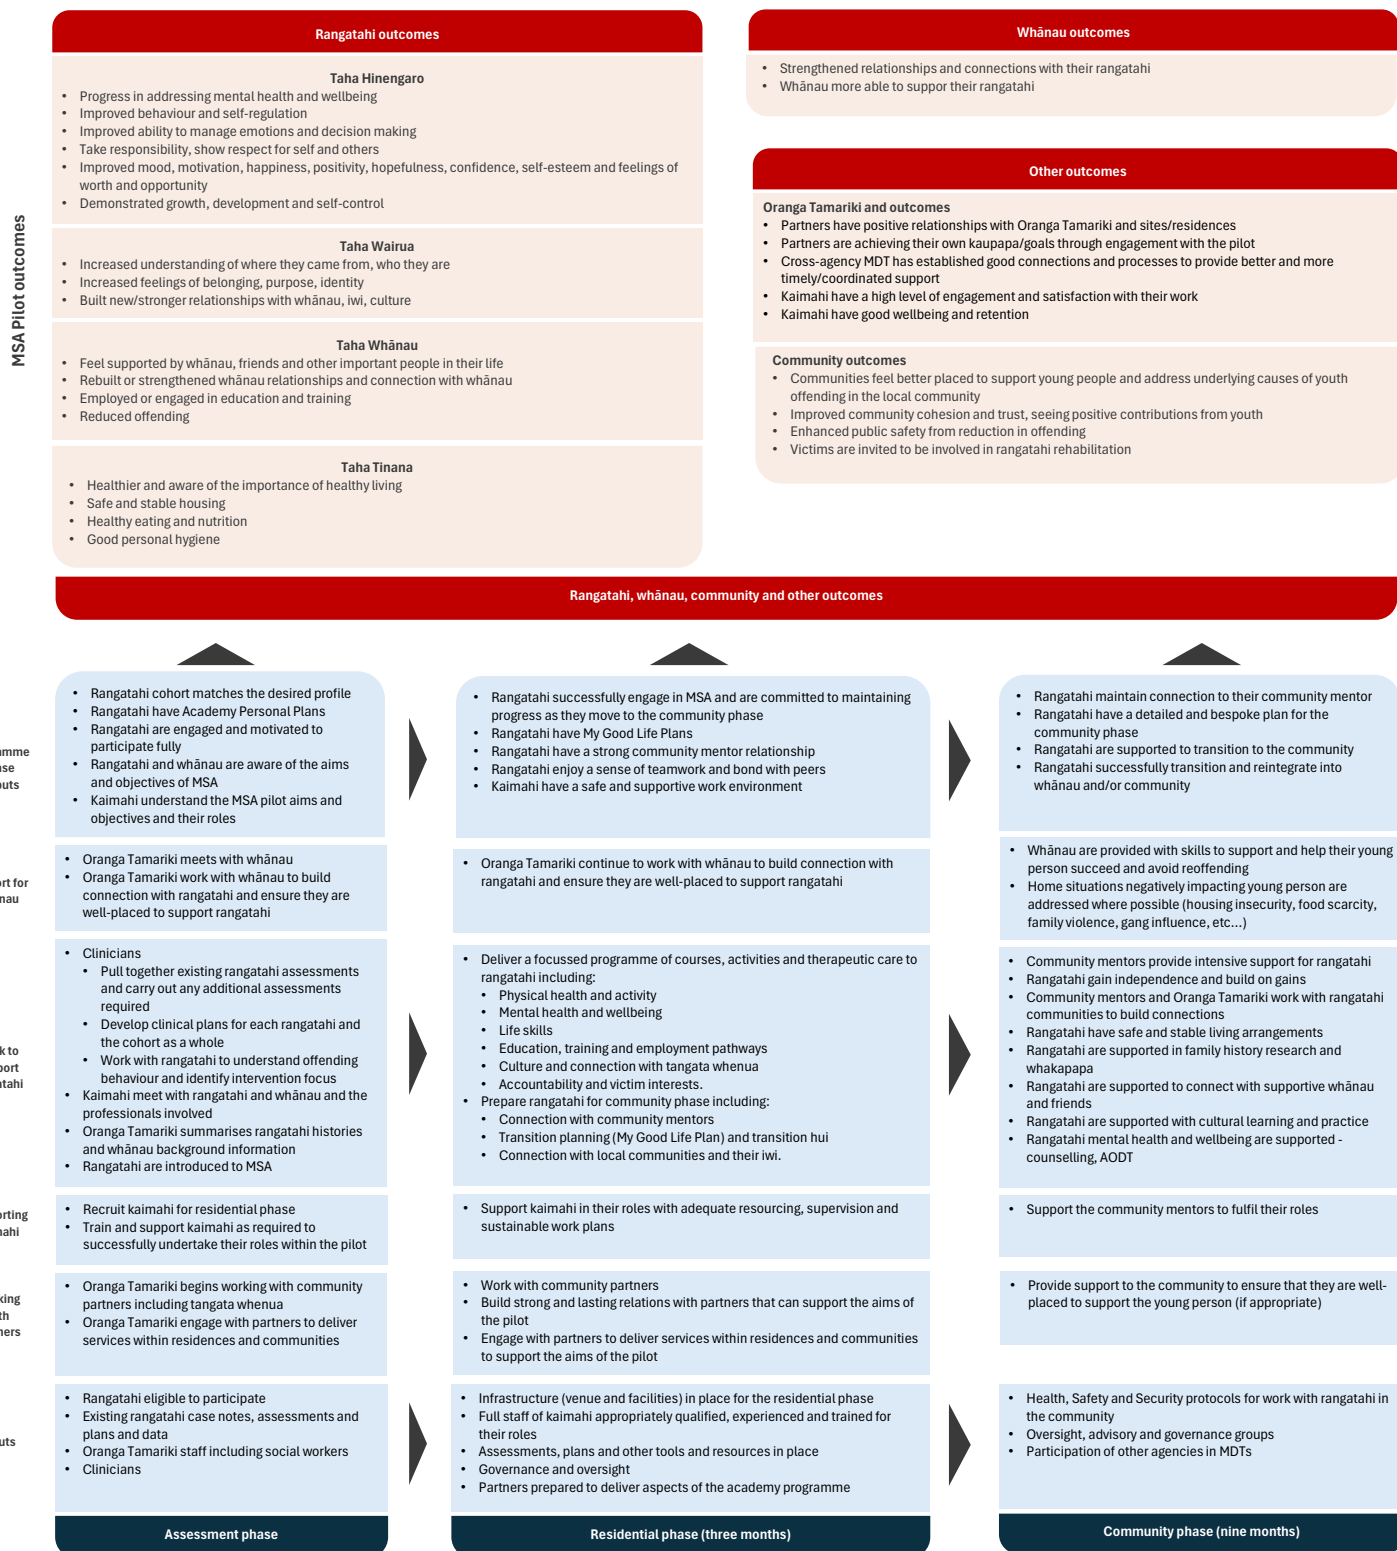 MSA Pilot outcomes
Rangatahi outcomes
Taha Hinengaro
• Progress in addressing mental health and wellbeing
• Improved behaviour and self-regulation
• Improved ability to manage emotions and decision making
• Take responsibility, show respect for self and others
• Improved mood, motivation, happiness, positivity, hopefulness, confidence, self-esteem and feelings of
worth and opportunity
• Demonstrated growth, development and self-control
Taha Wairua
• Increased understanding of where they came from, who they are
• Increased feelings of belonging, purpose, identity
• Built new/stronger relationships with whānau, iwi, culture
Taha Whānau
• Feel supported by whānau, friends and other important people in their life
• Rebuilt or strengthened whānau relationships and connection with whānau
• Employed or engaged in education and training
• Reduced offending
Taha Tinana
• Healthier and aware of the importance of healthy living
• Safe and stable housing
• Healthy eating and nutrition
• Good personal hygiene
Whānau outcomes
• Strengthened relationships and connections with their rangatahi
• Whānau more able to suppor their rangatahi
Other outcomes
Oranga Tamariki and outcomes
• Partners have positive relationships with Oranga Tamariki and sites/residences
• Partners are achieving their own kaupapa/goals through engagement with the pilot
• Cross-agency MDT has established good connections and processes to provide better and more
timely/coordinated support
• Kaimahi have a high level of engagement and satisfaction with their work
• Kaimahi have good wellbeing and retention
Community outcomes
• Communities feel better placed to support young people and address underlying causes of youth
offending in the local community
• Improved community cohesion and trust, seeing positive contributions from youth
• Enhanced public safety from reduction in offending
• Victims are invited to be involved in rangatahi rehabilitation
Rangatahi, whānau, community and other outcomes
• Rangatahi cohort matches the desired profile
• Rangatahi have Academy Personal Plans
• Rangatahi are engaged and motivated to
participate fully
• Rangatahi and whānau are aware of the aims
and objectives of MSA
• Kaimahi understand the MSA pilot aims and
objectives and their roles
• Rangatahi successfully engage in MSA and are committed to maintaining
progress as they move to the community phase
• Rangatahi have My Good Life Plans
• Rangatahi have a strong community mentor relationship
• Rangatahi enjoy a sense of teamwork and bond with peers
• Kaimahi have a safe and supportive work environment
• Rangatahi maintain connection to their community mentor
• Rangatahi have a detailed and bespoke plan for the
community phase
• Rangatahi are supported to transition to the community
• Rangatahi successfully transition and reintegrate into
whānau and/or community
• Oranga Tamariki meets with whānau
• Oranga Tamariki work with whānau to build
connection with rangatahi and ensure they are
well-placed to support rangatahi
• Oranga Tamariki continue to work with whānau to build connection with
rangatahi and ensure they are well-placed to support rangatahi
• Whānau are provided with skills to support and help their young
person succeed and avoid reoffending
• Home situations negatively impacting young person are
addressed where possible (housing insecurity, food scarcity,
family violence, gang influence, etc...)
• Clinicians
• Pull together existing rangatahi assessments
and carry out any additional assessments
required
• Develop clinical plans for each rangatahi and
the cohort as a whole
• Work with rangatahi to understand offending
behaviour and identify intervention focus
• Kaimahi meet with rangatahi and whānau and the
professionals involved
• Oranga Tamariki summarises rangatahi histories
and whānau background information
• Rangatahi are introduced to MSA
• Deliver a focussed programme of courses, activities and therapeutic care to
rangatahi including:
• Physical health and activity
• Mental health and wellbeing
• Life skills
• Education, training and employment pathways
• Culture and connection with tangata whenua
• Accountability and victim interests.
• Prepare rangatahi for community phase including:
• Connection with community mentors
• Transition planning (My Good Life Plan) and transition hui
• Connection with local communities and their iwi.
• Community mentors provide intensive support for rangatahi
• Rangatahi gain independence and build on gains
• Community mentors and Oranga Tamariki work with rangatahi
communities to build connections
• Rangatahi have safe and stable living arrangements
• Rangatahi are supported in family history research and
whakapapa
• Rangatahi are supported to connect with supportive whānau
and friends
• Rangatahi are supported with cultural learning and practice
• Rangatahi mental health and wellbeing are supported -
counselling, AODT
• Recruit kaimahi for residential phase
• Train and support kaimahi as required to
successfully undertake their roles within the pilot
• Support kaimahi in their roles with adequate resourcing, supervision and
sustainable work plans
• Support the community mentors to fulfil their roles
• Oranga Tamariki begins working with community
partners including tangata whenua
• Oranga Tamariki engage with partners to deliver
services within residences and communities
• Work with community partners
• Build strong and lasting relations with partners that can support the aims of
the pilot
• Engage with partners to deliver services within residences and communities
to support the aims of the pilot
• Provide support to the community to ensure that they are well-
placed to support the young person (if appropriate)
• Rangatahi eligible to participate
• Existing rangatahi case notes, assessments and
plans and data
• Oranga Tamariki staff including social workers
• Clinicians
• Infrastructure (venue and facilities) in place for the residential phase
• Full staff of kaimahi appropriately qualified, experienced and trained for
their roles
• Assessments, plans and other tools and resources in place
• Governance and oversight
• Partners prepared to deliver aspects of the academy programme
• Health, Safety and Security protocols for work with rangatahi in
the community
• Oversight, advisory and governance groups
• Participation of other agencies in MDTs
Assessment phase
Residential phase (three months)
Community phase (nine months)